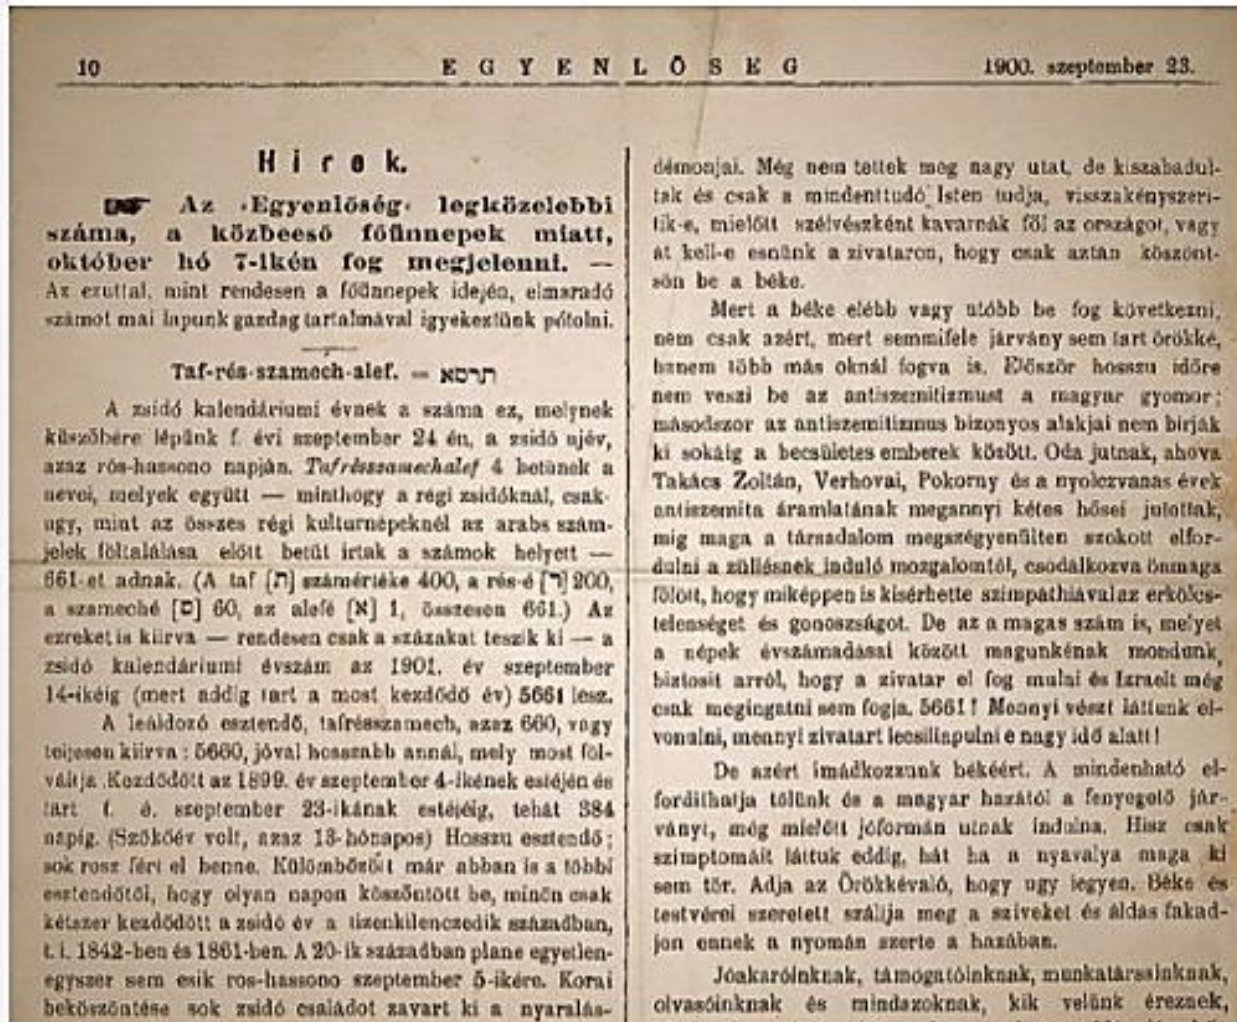 10
EGYENLŐSÉG
1900. szeptember 23.
Hirek.
☛ Az »Egyenlőség« legközelebbi
száma, a közbeeső főünnepek miatt,
október hó 7-ikén fog megjelenni. —
Az ezuttal, mint rendesen a főünnepek idején, elmaradó
számot mai lapunk gazdag tartalmával igyekeztünk pótolni.
Taf-rés-szamech-alef. — תרסא
A zsidó kalendáriumi évnek a száma ez, melynek
küszöbére lépünk f. évi szeptember 24 én, a zsidó ujév,
azaz rós-hassono napján. Tafrésszamechalef 4 betünek a
nevei, melyek együtt — minthogy a régi zsidóknál, csak-
ugy, mint az összes régi kulturnépeknél az arabs szám-
jelek föltalálása előtt betüt irtak a számok helyett —
661-et adnak. (A taf [ת] számértéke 400, a rés-é [ר] 200,
a szameché [ס] 60, az alefé [א] 1, összesen 661.) Az
ezreket is kiirva — rendesen csak a százakat teszik ki — a
zsidó kalendáriumi évszám az 1901. év szeptember
14-ikéig (mert addig tart a most kezdődő év) 5661 lesz.
A leáldozó esztendő, tafrésszamech, azaz 660, vagy
teljesen kiirva: 5660, jóval hosszabb annál, mely most föl-
váltja. Kezdődött az 1899. év szeptember 4-ikének estéjén és
tart f. é. szeptember 23-ikának estéjéig, tehát 384
napig. (Szökőév volt, azaz 13-hónapos) Hosszu esztendő;
sok rosz fért el benne. Külömbözött már abban is a többi
esztendőtől, hogy olyan napon köszöntött be, minőn csak
kétszer kezdődött a zsidó év a tizenkilenczedik században,
t. i. 1842-ben és 1861-ben. A 20-ik században plane egyetlen-
egyszer sem esik ros-hassono szeptember 5-ikére. Korai
beköszöntése sok zsidó családot zavart ki a nyaralás-
démonjai. Még nem tettek meg nagy utat, de kiszabadul-
tak és csak a mindenttudó Isten tudja, visszakényszeri-
tik-e, mielőtt szélvészként kavarnák föl az országot, vagy
át kell-e esnünk a zivataron, hogy csak aztán köszönt-
sön be a béke.
Mert a béke elébb vagy utóbb be fog következni,
nem csak azért, mert semmifele járvány sem tart örökké,
hanem több más oknál fogva is. Először hosszu időre
nem veszi be az antiszemitizmust a magyar gyomor;
másodszor az antiszemitizmus bizonyos alakjai nem birják
ki sokáig a becsületes emberek között. Oda jutnak, ahova
Takács Zoltán, Verhovai, Pokorny és a nyolczvanas évek
antiszemita áramlatának megannyi kétes hősei jutottak,
mig maga a társadalom megszégyenülten szokott elfor-
dulni a züllésnek induló mozgalomtól, csodálkozva önmaga
fölött, hogy miképpen is kisérhette szimpáthiával az erkölcs-
telenséget és gonoszságot. De az a magas szám is, melyet
a népek évszámadásai között magunkénak mondunk,
biztosit arról, hogy a zivatar el fog mulni és Izraelt még
csak megingatni sem fogja. 5661! Mennyi vészt láttunk el-
vonulni, mennyi zivatart lecsillapulni e nagy idő alatt!
De azért imádkozzunk békéért. A mindenható el-
fordithatja tőlünk és a magyar hazától a fenyegető jár-
ványt, még mielőtt jóformán utnak indulna. Hisz csak
szimptomáit láttuk eddig, hát ha a nyavalya maga ki
sem tör. Adja az Örökkévaló, hogy ugy legyen. Béke és
testvéri szeretett szállja meg a sziveket és áldás fakad-
jon ennek a nyomán szerte a hazában.
Jóakaróinknak, támogatóinknak, munkatársainknak,
olvasóinknak és mindazoknak, kik velünk éreznek,